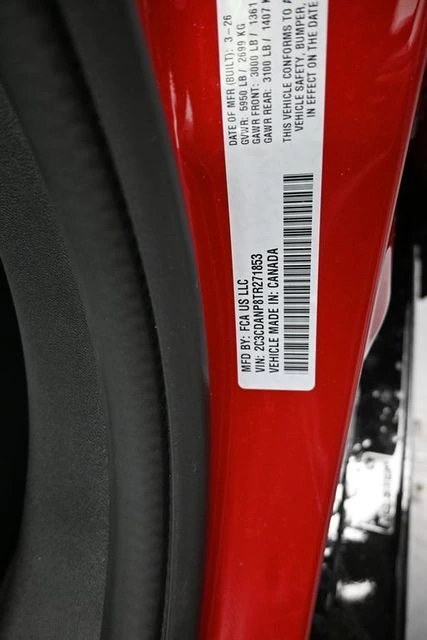 MFD BY: FCA US LLC
DATE OF MFR (BUILT): 3-26
GVWR: 5950 LB / 2699 KG
GAWR FRONT: 3000 LB / 1361
GAWR REAR: 3100 LB / 1407
THIS VEHICLE CONFORMS TO A
VEHICLE SAFETY, BUMPER,
IN EFFECT ON THE DATE
VIN: 2C3CDANP8TR271853
VEHICLE MADE IN: CANADA